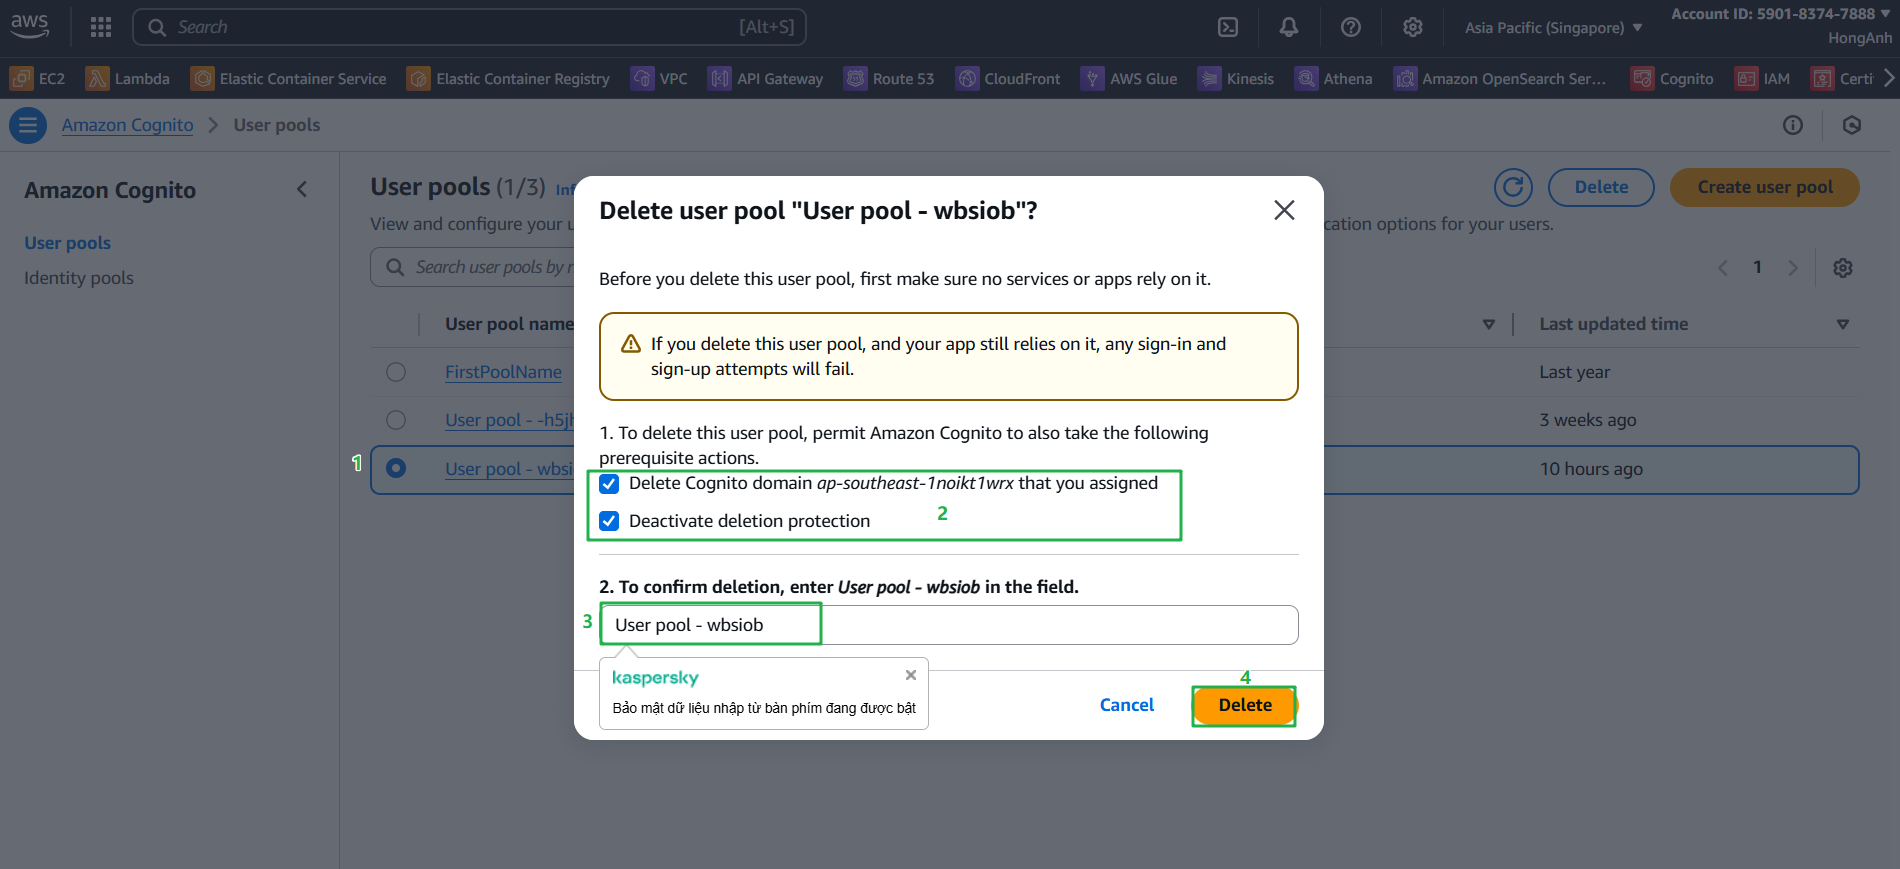 aws
Search
[Alt+S]
Asia Pacific (Singapore)
Account ID: 5901-8374-7888
HongAnh
EC2
Lambda
Elastic Container Service
Elastic Container Registry
VPC
API Gateway
Route 53
CloudFront
AWS Glue
Kinesis
Athena
Amazon OpenSearch Ser...
Cognito
IAM
Certi
Amazon Cognito
User pools
Amazon Cognito
User pools
Identity pools
User pools (1/3) Inf
Delete
Create user pool
View and configure your u
cation options for your users.
Search user pools by n
1
User pool name
Last updated time
FirstPoolName
Last year
User pool - -h5jh
3 weeks ago
1
User pool - wbsi
10 hours ago
Delete user pool "User pool - wbsiob"?
Before you delete this user pool, first make sure no services or apps rely on it.
If you delete this user pool, and your app still relies on it, any sign-in and
sign-up attempts will fail.
1. To delete this user pool, permit Amazon Cognito to also take the following
prerequisite actions.
Delete Cognito domain ap-southeast-1noikt1wrx that you assigned
Deactivate deletion protection
2
2. To confirm deletion, enter User pool - wbsiob in the field.
3
User pool - wbsiob
kaspersky
Bảo mật dữ liệu nhập từ bàn phím đang được bật
Cancel
4
Delete